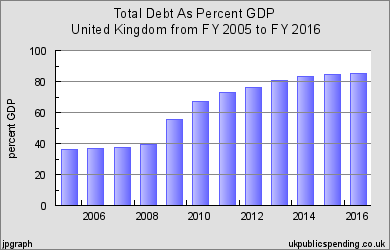 Total Debt As Percent GDP
United Kingdom from FY 2005 to FY 2016
percent GDP
100
80
60
40
20
0
2006 2008 2010 2012 2014 2016
jpgraph
ukpublicspending.co.uk